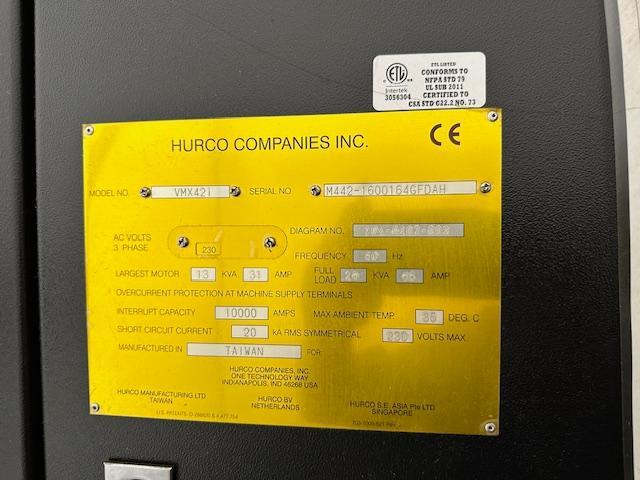 ETL LISTED
CONFORMS TO
NFPA STD 79
UL SUB 2011
CERTIFIED TO
CSA STD C22.2 NO. 73
ETL
Intertek
3056304
HURCO COMPANIES INC.
CE
MODEL NO. VMX42I SERIAL NO. M442-1600164GFDAH
AC VOLTS
3 PHASE
230
DIAGRAM NO.
FREQUENCY 60 Hz
LARGEST MOTOR 13 KVA 31 AMP FULL LOAD 26 KVA 66 AMP
OVERCURRENT PROTECTION AT MACHINE SUPPLY TERMINALS
INTERRUPT CAPACITY 10000 AMPS MAX AMBIENT TEMP. 35 DEG. C
SHORT CIRCUIT CURRENT 20 KA RMS SYMMETRICAL 230 VOLTS MAX.
MANUFACTURED IN TAIWAN FOR:
HURCO COMPANIES, INC.
ONE TECHNOLOGY WAY
INDIANAPOLIS, IND 46268 USA
HURCO MANUFACTURING LTD
TAIWAN
HURCO BV
NETHERLANDS
HURCO S.E. ASIA Pte LTD
SINGAPORE
U.S. PATENTS